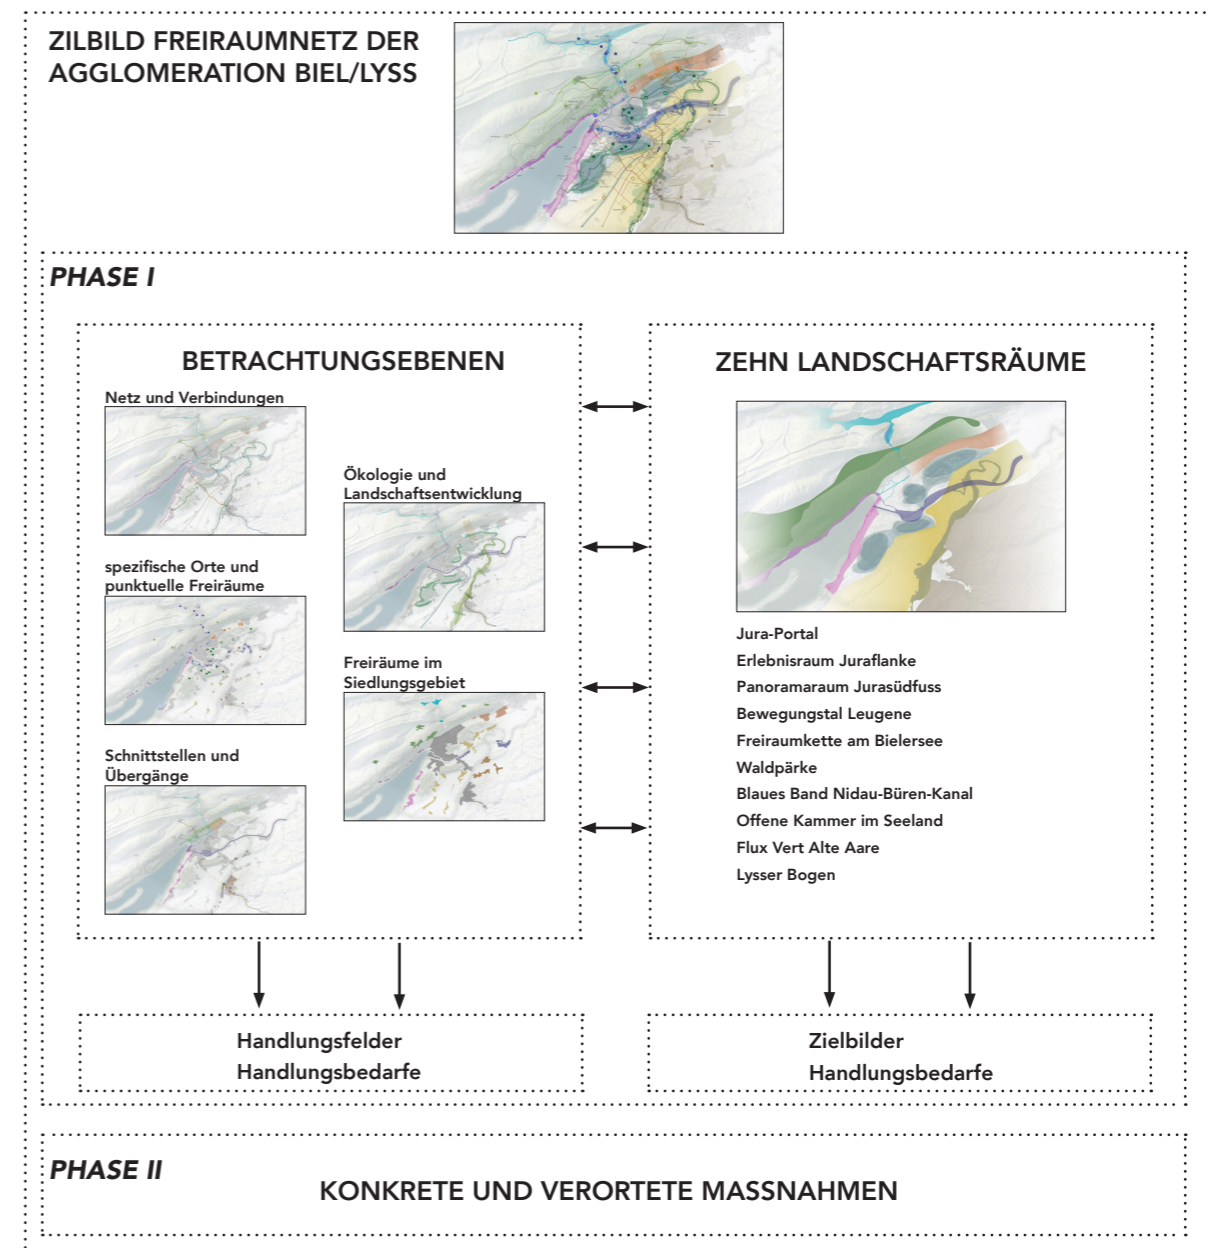 ZILBILD FREIRAUMNETZ DER
AGGLOMERATION BIEL/LYSS
PHASE I
BETRACHTUNGSEBENEN
Netz und Verbindungen
Ökologie und
Landschaftsentwicklung
spezifische Orte und
punktuelle Freiräume
Freiräume im
Siedlungsgebiet
Schnittstellen und
Übergänge
ZEHN LANDSCHAFTSRÄUME
Jura-Portal
Erlebnisraum Juraflanke
Panoramaraum Jurasüdfuss
Bewegungstal Leugene
Freiraumkette am Bielersee
Waldpärke
Blaues Band Nidau-Büren-Kanal
Offene Kammer im Seeland
Flux Vert Alte Aare
Lysser Bogen
Handlungsfelder
Handlungsbedarfe
Zielbilder
Handlungsbedarfe
PHASE II
KONKRETE UND VERORTETE MASSNAHMEN